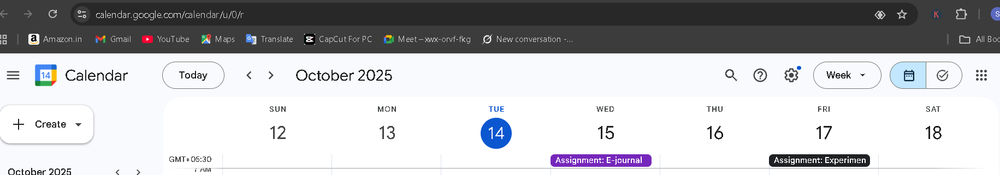 calendar.google.com/calendar/u/0/r
K
S
Amazon.in Gmail YouTube Maps Translate CapCut For PC Meet – xwx-orvf-fkg New conversation -... All Boo
14 Calendar Today October 2025 Week
Create
SUN MON TUE WED THU FRI SAT
12 13 14 15 16 17 18
GMT+05:30 Assignment: E-journal Assignment: Experimen
7 AM
October 2025